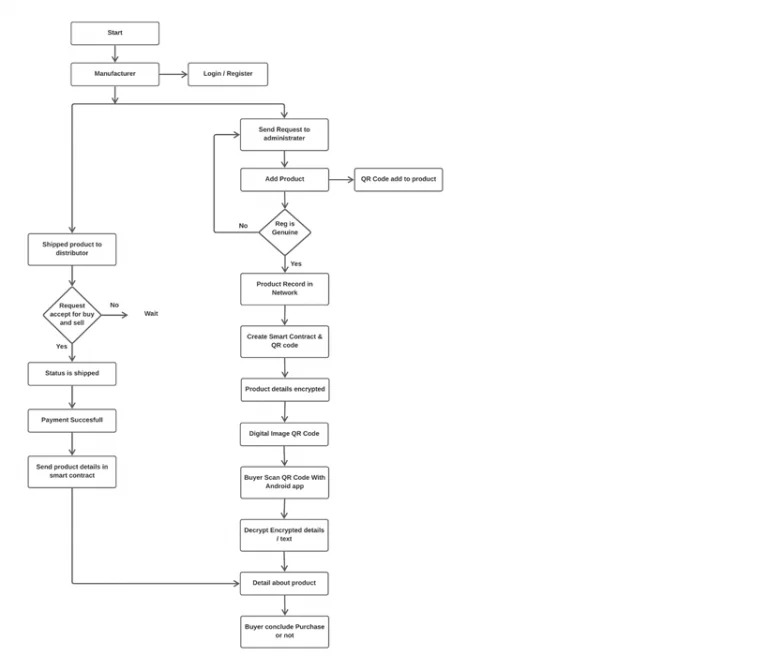 Start
Manufacturer
Login / Register
Send Request to
administrater
Add Product
QR Code add to product
No
Reg is
Genuine
Yes
Shipped product to
distributor
Product Record in
Network
Request
accept for buy
and sell
No
Wait
Yes
Create Smart Contract &
QR code
Status is shipped
Product details encrypted
Payment Succesfull
Digital Image QR Code
Send product details in
smart contract
Buyer Scan QR Code With
Android app
Decrypt Encrypted details
/ text
Detail about product
Buyer conclude Purchase
or not